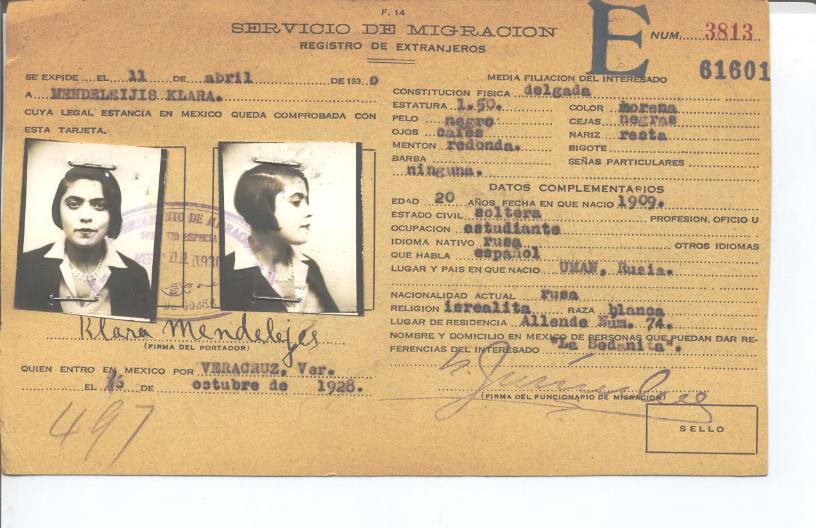 F. 14
SERVICIO DE MIGRACION
REGISTRO DE EXTRANJEROS
E
NUM. 3813
61601
SE EXPIDE EL 11 DE abril DE 1930
A MENDELEIJIS KLARA.
CUYA LEGAL ESTANCIA EN MEXICO QUEDA COMPROBADA CON
ESTA TARJETA.
Klara Mendelejes
(FIRMA DEL PORTADOR)
QUIEN ENTRO EN MEXICO POR VERACRUZ, Ver.
EL 16 DE octubre de 1928.
497
MEDIA FILIACION DEL INTERESADO
CONSTITUCION FISICA delgada
ESTATURA 1.50. COLOR morena
PELO negro CEJAS negras
OJOS cafés NARIZ recta
MENTON redonda. BIGOTE
BARBA SEÑAS PARTICULARES
ninguna.
DATOS COMPLEMENTARIOS
EDAD 20 AÑOS FECHA EN QUE NACIO 1909.
ESTADO CIVIL soltera PROFESION, OFICIO U
OCUPACION estudiante
IDIOMA NATIVO rusa OTROS IDIOMAS
QUE HABLA español
LUGAR Y PAIS EN QUE NACIO UMAN, Rusia.
NACIONALIDAD ACTUAL rusa
RELIGION isrealita RAZA blanca
LUGAR DE RESIDENCIA Allende Núm. 74.
NOMBRE Y DOMICILIO EN MEXICO DE PERSONAS QUE PUEDAN DAR RE-
FERENCIAS DEL INTERESADO "La Sedanita".
(FIRMA DEL FUNCIONARIO DE MIGRACION)
SELLO